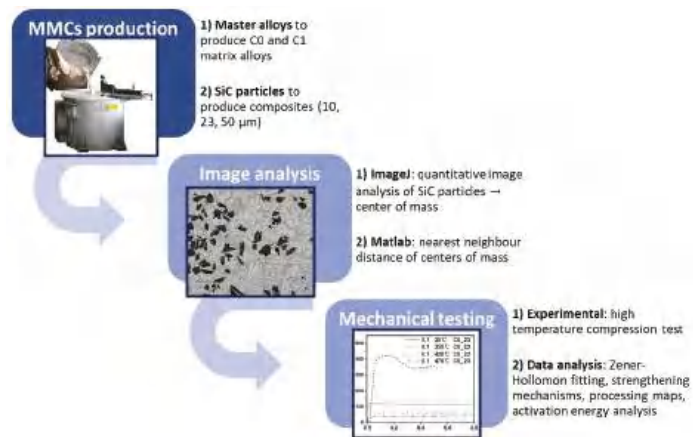 MMCs production
1) Master alloys to
produce C0 and C1
matrix alloys
2) SiC particles to
produce composites (10,
23, 50 µm)
Image analysis
1) ImageJ: quantitative image
analysis of SiC particles →
center of mass
2) Matlab: nearest neighbour
distance of centers of mass
Mechanical testing
1) Experimental: high
temperature compression test
2) Data analysis: Zener-
Hollomon fitting, strengthening
mechanisms, processing maps,
activation energy analysis